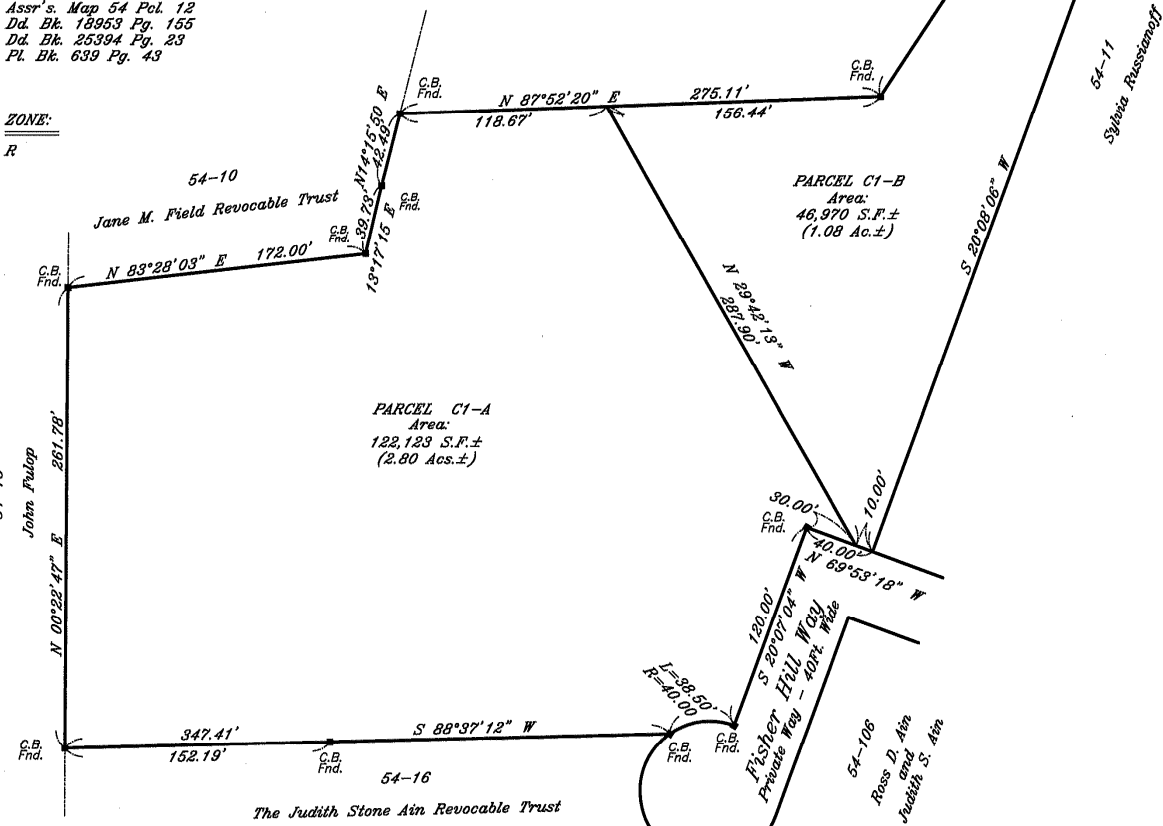 Assr's. Map 54 Pcl. 12
Dd. Bk. 18953 Pg. 155
Dd. Bk. 25394 Pg. 23
Pl. Bk. 639 Pg. 43
ZONE:
R
54-10
Jane M. Field Revocable Trust
C.B.
Fnd.
N 83°28'03" E 172.00'
C.B.
Fnd.
39.73'
13°17'15 E
C.B.
Fnd.
N14°15'50 E
42.49'
C.B.
Fnd.
N 87°52'20" E
118.67'
275.11'
156.44'
C.B.
Fnd.
54-11
Sylvia Russianoff
PARCEL C1-B
Area:
46,970 S.F.±
(1.08 Ac.±)
S 20°08'06" W
N 29°42'13" W
287.90'
PARCEL C1-A
Area:
122,123 S.F.±
(2.80 Acs.±)
John Fulop
N 00°22'47" E 261.78'
30.00'
10.00'
C.B.
Fnd.
40.00'
N 69°53'18" W
120.00'
S 20°07'04" W
Fisher Hill Way
Private Way - 40Ft. Wide
L=38.50'
R=40.00
C.B.
Fnd.
C.B.
Fnd.
347.41'
152.19'
S 88°37'12" W
C.B.
Fnd.
C.B.
Fnd.
54-16
The Judith Stone Ain Revocable Trust
54-106
Ross D. Ain
and
Judith S. Ain